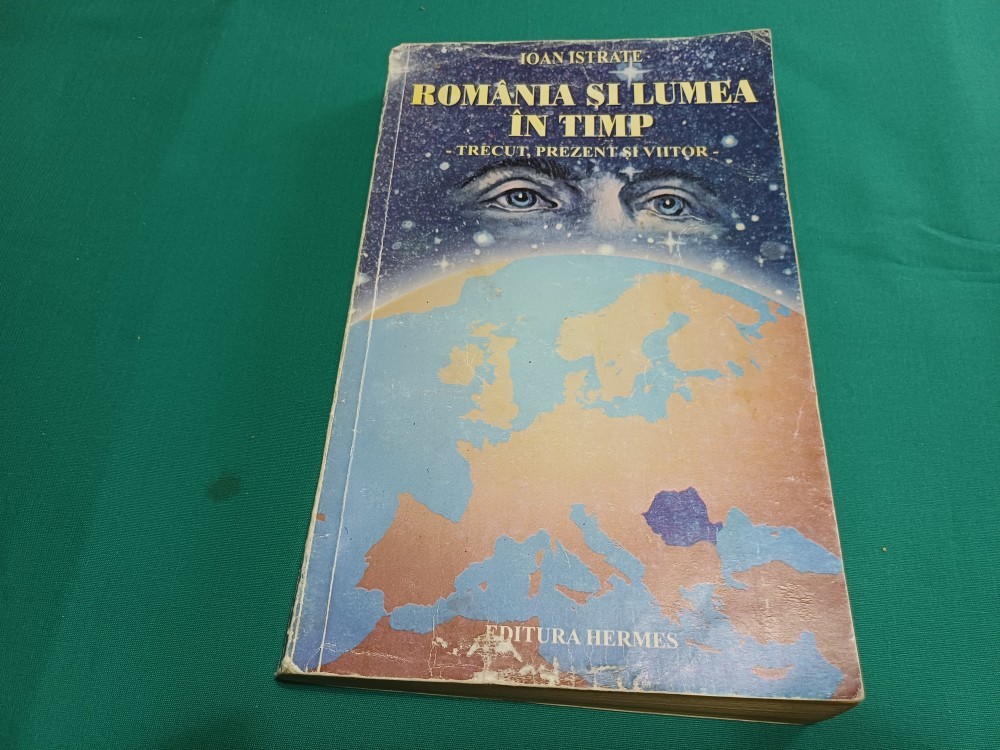 IOAN ISTRATE
ROMÂNIA ȘI LUMEA
ÎN TIMP
- TRECUT, PREZENT ȘI VIITOR -
EDITURA HERMES